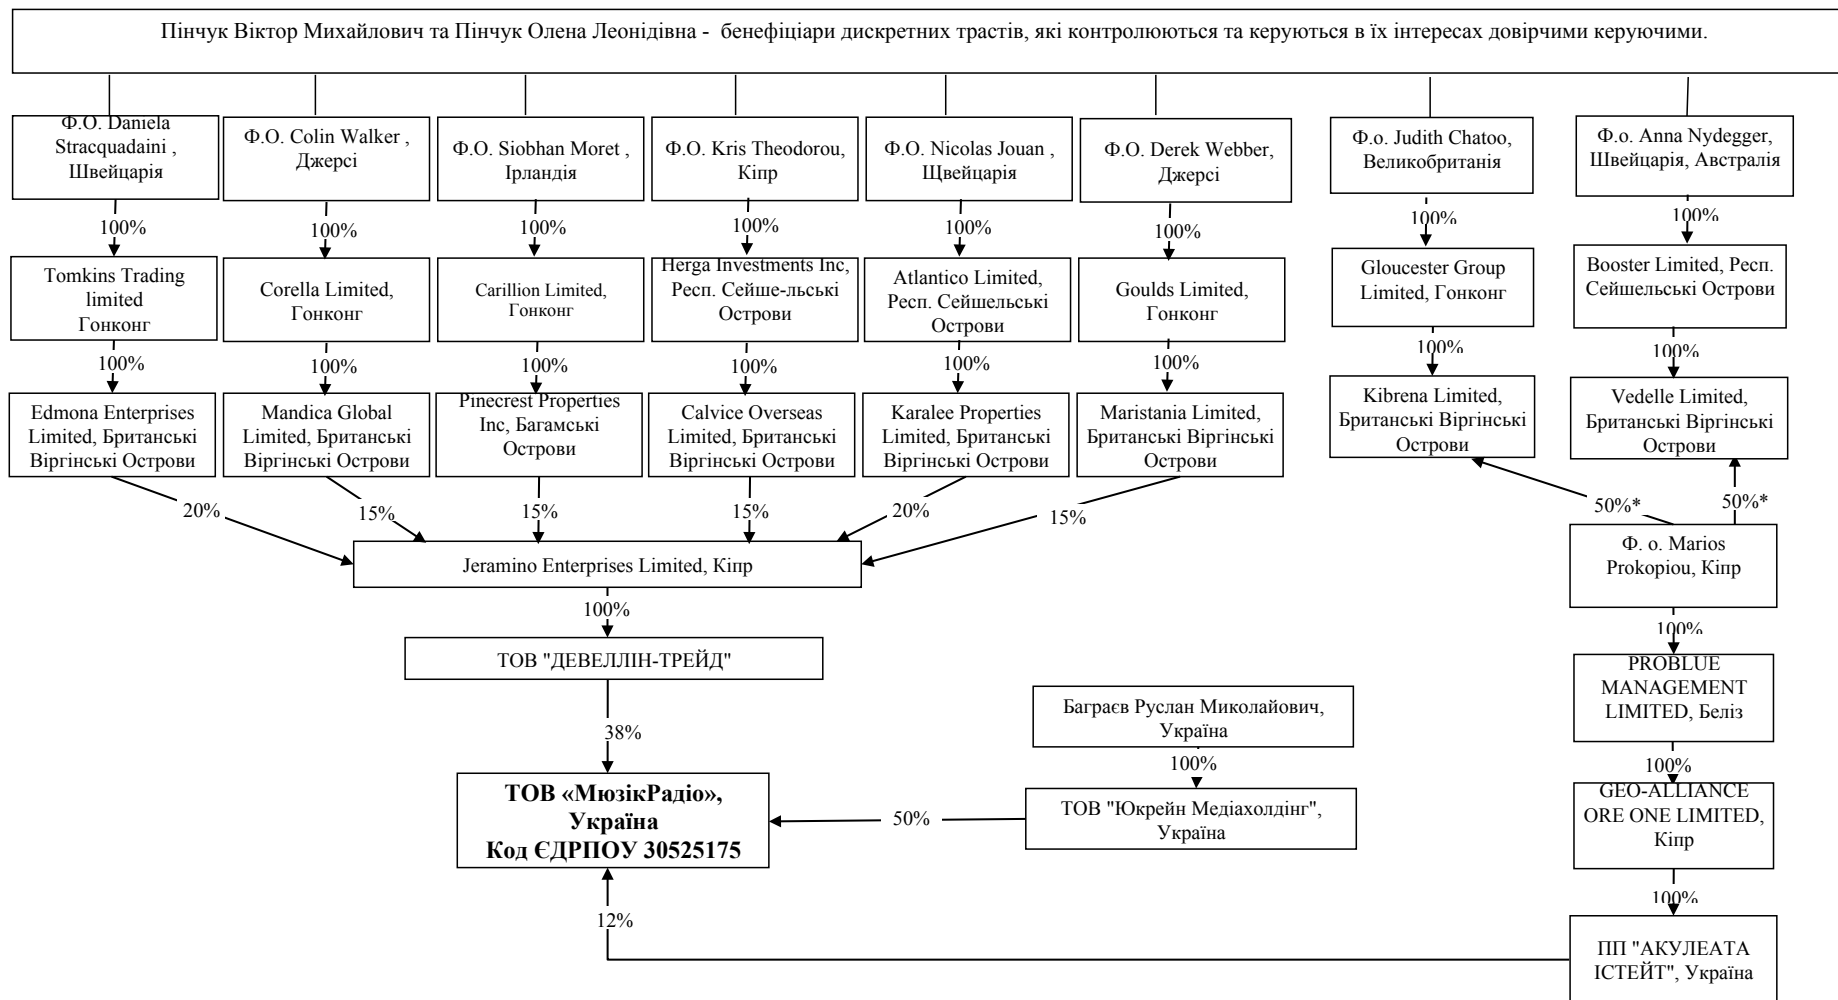 Пінчук Віктор Михайлович та Пінчук Олена Леонідівна - бенефіціари дискретних трастів, які контролюються та керуються в їх інтересах довірчими керуючими.
Ф.О. Daniela
Stracquadaini ,
Швейцарія
Ф.О. Colin Walker ,
Джерсі
Ф.О. Siobhan Moret ,
Ірландія
Ф.О. Kris Theodorou,
Кіпр
Ф.О. Nicolas Jouan ,
Щвейцарія
Ф.О. Derek Webber,
Джерсі
Ф.о. Judith Chatoo,
Великобританія
Ф.о. Anna Nydegger,
Швейцарія, Австралія
100%
100%
100%
100%
100%
100%
100%
100%
Tomkins Trading
limited
Гонконг
Corella Limited,
Гонконг
Carillion Limited,
Гонконг
Herga Investments Inc,
Респ. Сейше-льські
Острови
Atlantico Limited,
Респ. Сейшельські
Острови
Goulds Limited,
Гонконг
Gloucester Group
Limited, Гонконг
Booster Limited, Респ.
Сейшельські Острови
100%
100%
100%
100%
100%
100%
100%
100%
Edmona Enterprises
Limited, Британські
Віргінські Острови
Mandica Global
Limited, Британські
Віргінські Острови
Pinecrest Properties
Inc, Багамські
Острови
Calvice Overseas
Limited, Британські
Віргінські Острови
Karalee Properties
Limited, Британські
Віргінські Острови
Maristania Limited,
Британські Віргінські
Острови
Kibrena Limited,
Британські Віргінські
Острови
Vedelle Limited,
Британські Віргінські
Острови
20%
15%
15%
15%
20%
15%
50%*
50%*
Jeramino Enterprises Limited, Кіпр
Ф. о. Marios
Prokopiou, Кіпр
100%
100%
ТОВ "ДЕВЕЛЛІН-ТРЕЙД"
PROBLUE
MANAGEMENT
LIMITED, Беліз
38%
Баграєв Руслан Миколайович,
Україна
100%
100%
ТОВ «МюзікРадіо»,
Україна
Код ЄДРПОУ 30525175
50%
ТОВ "Юкрейн Медіахолдінг",
Україна
GEO-ALLIANCE
ORE ONE LIMITED,
Кіпр
100%
12%
ПП "АКУЛЕАТА
ІСТЕЙТ", Україна